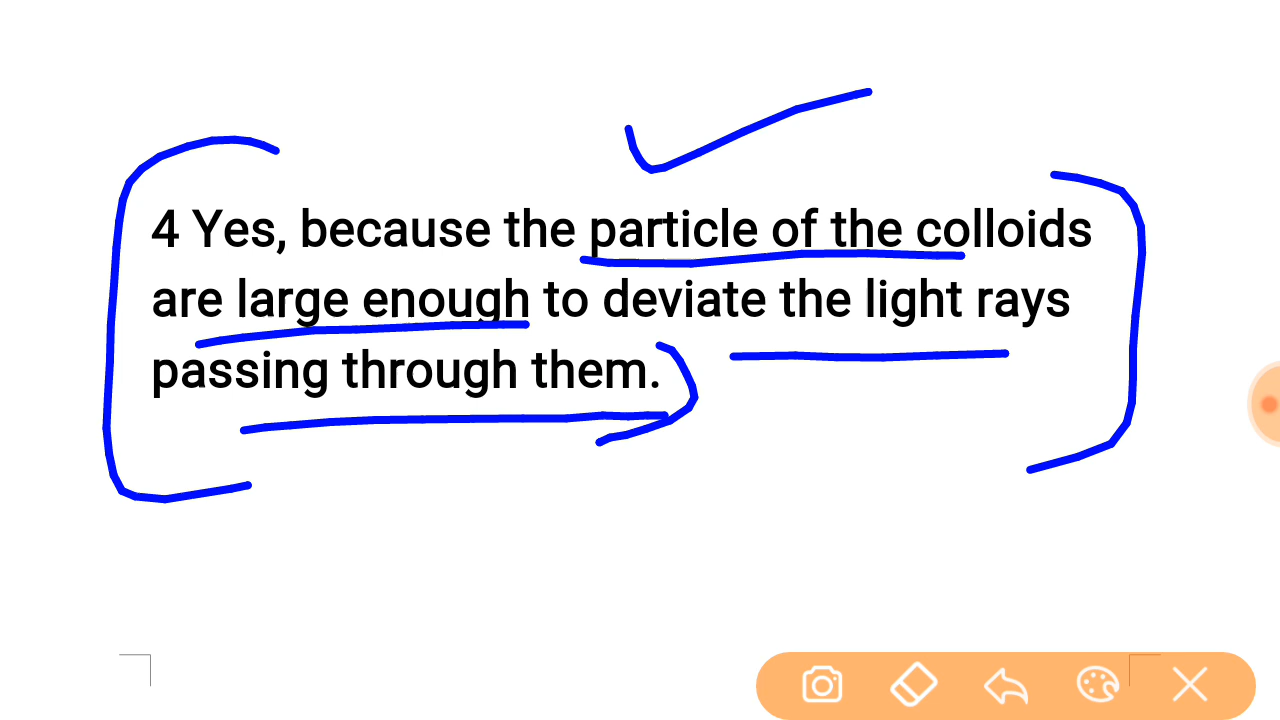 4 Yes, because the particle of the colloids
are large enough to deviate the light rays
passing through them.